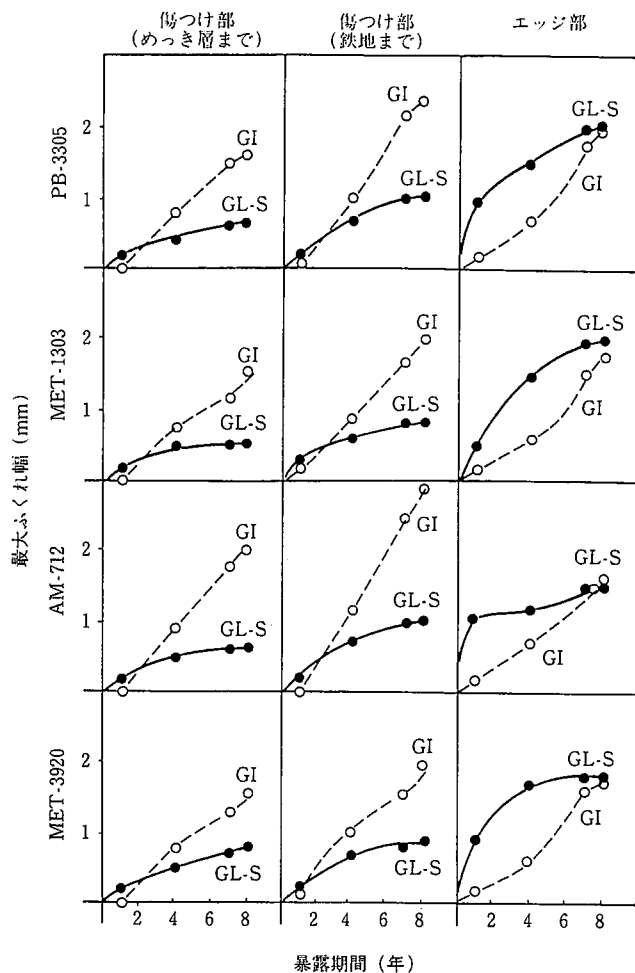 傷つけ部
(めっき層まで)
傷つけ部
(鉄地まで)
エッジ部
最大ふくれ幅 (mm)
PB-3305
2
1
GI
GL-S
GI
GL-S
GL-S
GI
MET-1303
2
1
GI
GL-S
GI
GL-S
GL-S
GI
AM-712
2
1
GI
GL-S
GI
GL-S
GL-S
GI
MET-3920
2
1
GI
GL-S
GI
GL-S
GL-S
GI
2 4 6 8 2 4 6 8 2 4 6 8
暴露期間 (年)